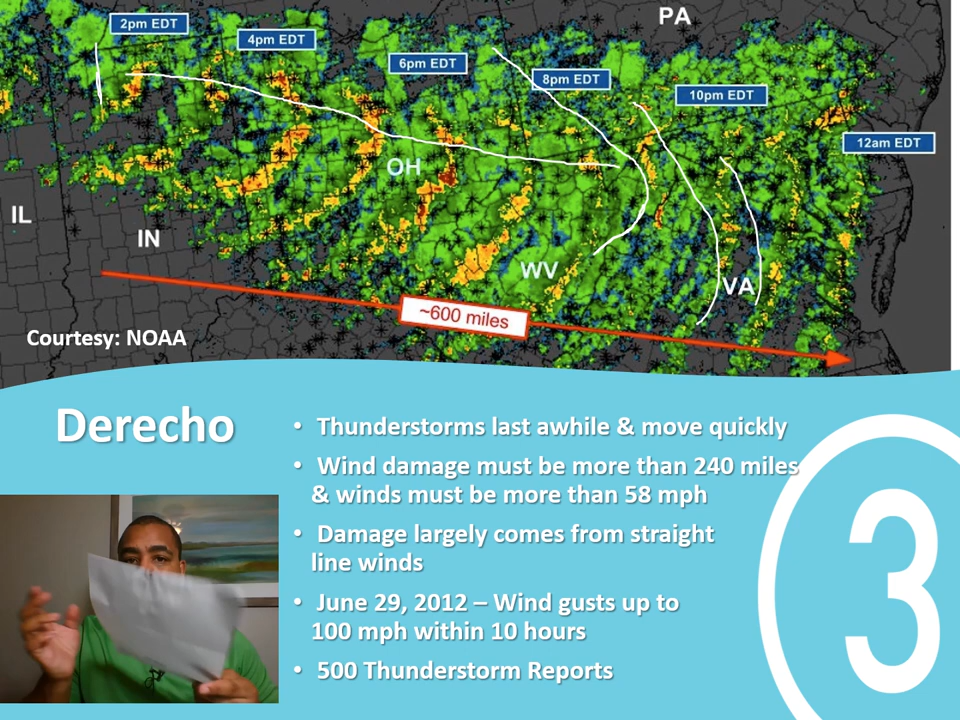 PA
2pm EDT
4pm EDT
6pm EDT
8pm EDT
10pm EDT
12am EDT
OH
IL
IN
WV
VA
~600 miles
Courtesy: NOAA
Derecho
• Thunderstorms last awhile & move quickly
• Wind damage must be more than 240 miles
& winds must be more than 58 mph
• Damage largely comes from straight
line winds
• June 29, 2012 – Wind gusts up to
100 mph within 10 hours
• 500 Thunderstorm Reports
3